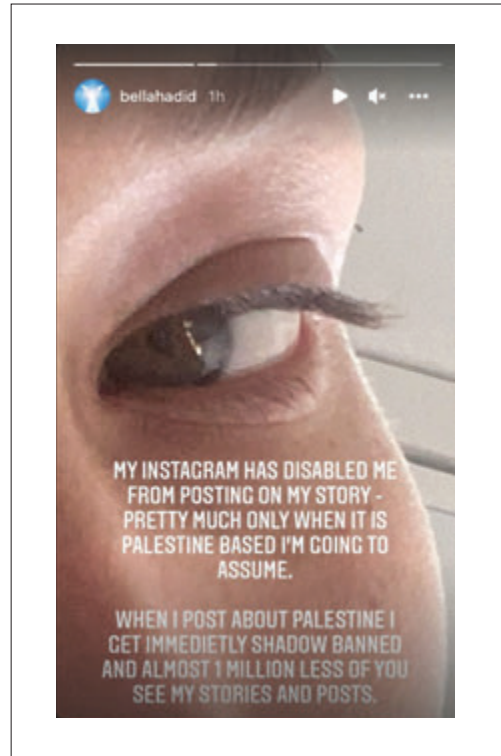 bellahadid 1h
MY INSTAGRAM HAS DISABLED ME
FROM POSTING ON MY STORY -
PRETTY MUCH ONLY WHEN IT IS
PALESTINE BASED I'M GOING TO
ASSUME.
WHEN I POST ABOUT PALESTINE I
GET IMMEDIETLY SHADOW BANNED
AND ALMOST 1 MILLION LESS OF YOU
SEE MY STORIES AND POSTS.